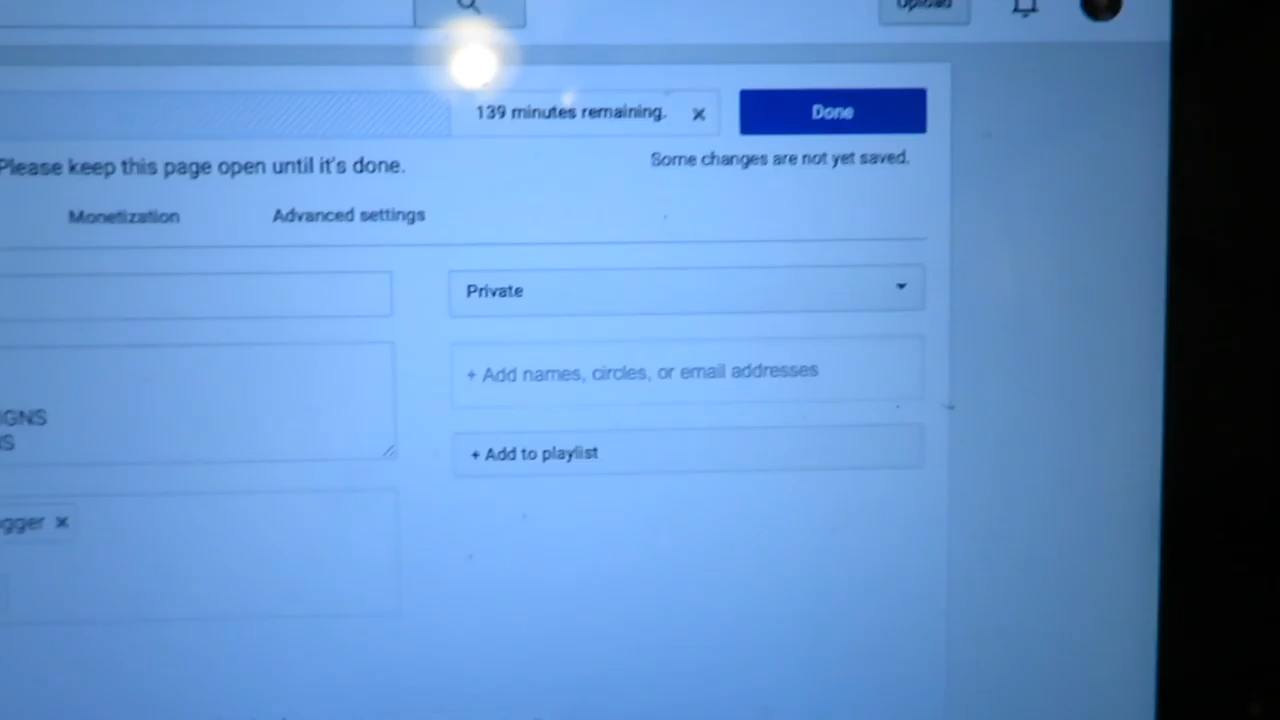 Upload
139 minutes remaining.
Done
Please keep this page open until it's done.
Some changes are not yet saved.
Monetization
Advanced settings
Private
+ Add names, circles, or email addresses
+ Add to playlist